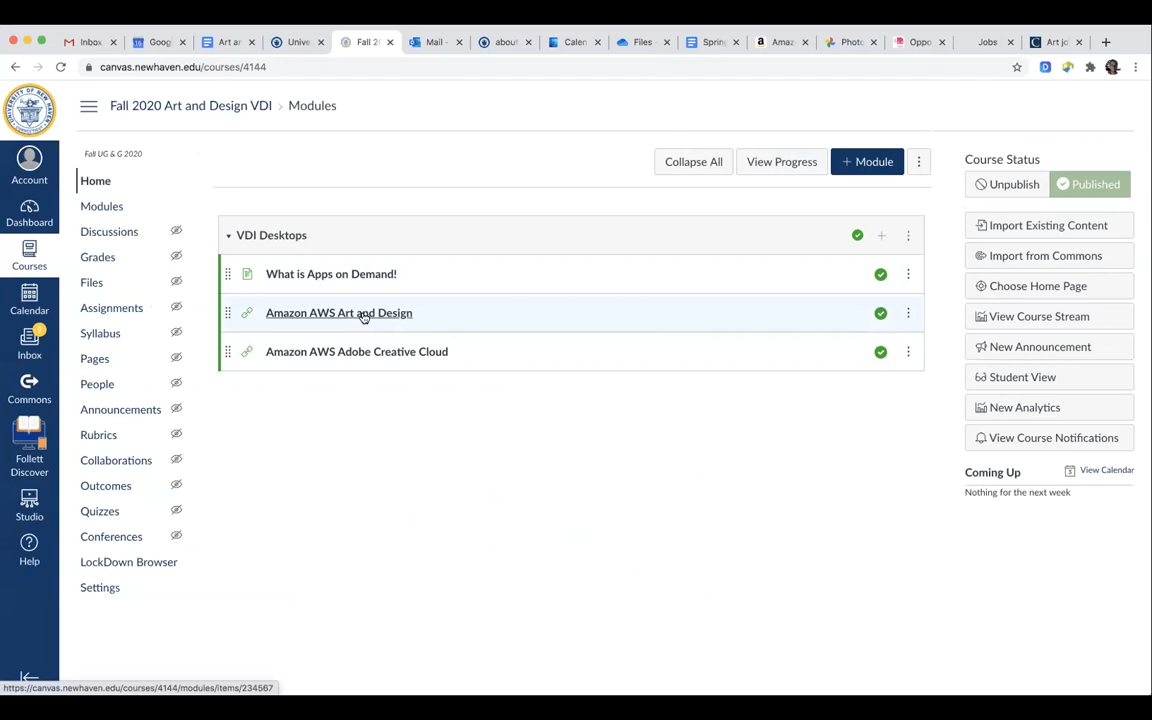 Inbox
Goog
Art ar
Unive
Fall 20
Mail -
about
Calen
Files -
Spring
Amaz
Photo
Oppo
Jobs
Art jo
canvas.newhaven.edu/courses/4144
Fall 2020 Art and Design VDI › Modules
Account
Dashboard
Courses
Calendar
9
Inbox
Commons
Follett
Discover
Studio
Help
Fall UG & G 2020
Home
Modules
Discussions
Grades
Files
Assignments
Syllabus
Pages
People
Announcements
Rubrics
Collaborations
Outcomes
Quizzes
Conferences
LockDown Browser
Settings
Collapse All
View Progress
+ Module
VDI Desktops
What is Apps on Demand!
Amazon AWS Art and Design
Amazon AWS Adobe Creative Cloud
Course Status
Unpublish
Published
Import Existing Content
Import from Commons
Choose Home Page
View Course Stream
New Announcement
Student View
New Analytics
View Course Notifications
Coming Up
View Calendar
Nothing for the next week
https://canvas.newhaven.edu/courses/4144/modules/items/234567